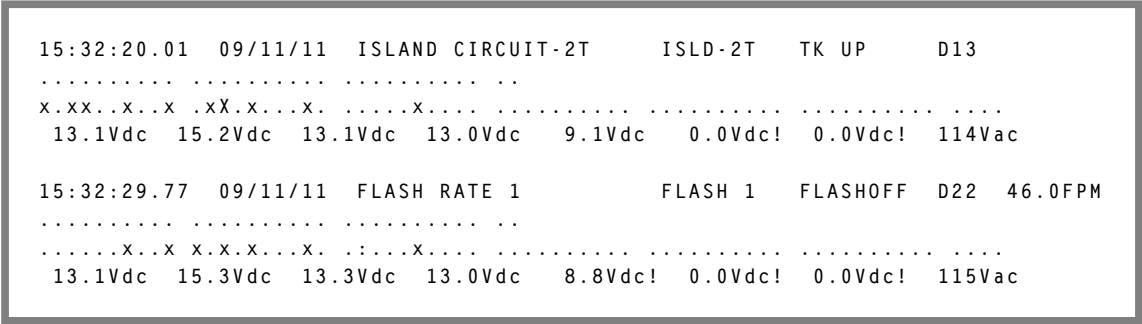 15:32:20.01 09/11/11 ISLAND CIRCUIT-2T ISLD-2T TK UP D13
.......... .......... .......... ..
x.xx..x..x .xX.x...x. .....x.... .......... .......... .......... ....
13.1Vdc 15.2Vdc 13.1Vdc 13.0Vdc 9.1Vdc 0.0Vdc! 0.0Vdc! 114Vac
15:32:29.77 09/11/11 FLASH RATE 1 FLASH 1 FLASHOFF D22 46.0FPM
.......... .......... .......... ..
......x..x x.x.x...x. .:...x.... .......... .......... .......... ....
13.1Vdc 15.3Vdc 13.3Vdc 13.0Vdc 8.8Vdc! 0.0Vdc! 0.0Vdc! 115Vac